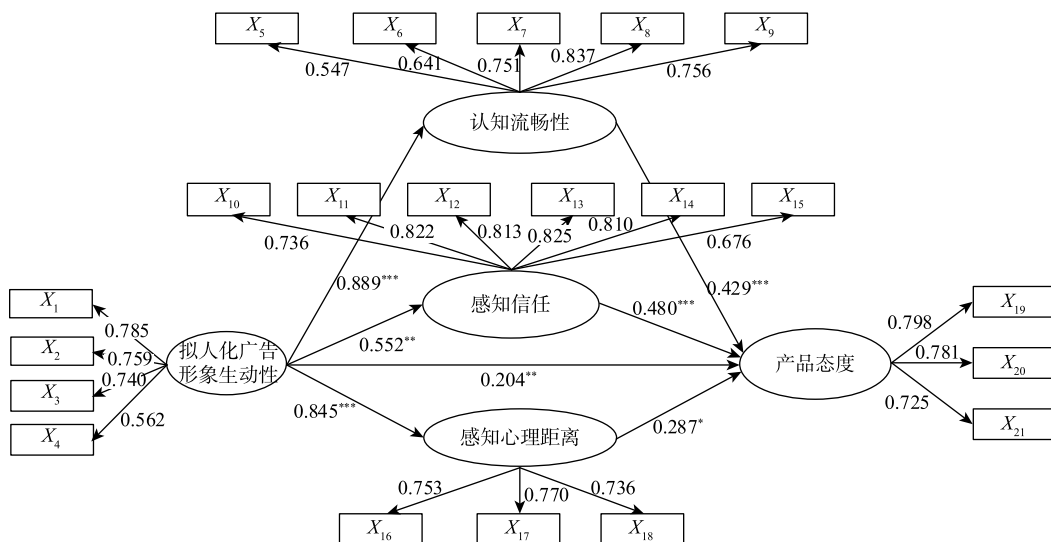 X5 X6 X7 X8 X9
0.547 0.641 0.751 0.837 0.756
认知流畅性
X10 X11 X12 X13 X14 X15
0.736 0.822 0.813 0.825 0.810 0.676
0.889***
感知信任
0.480***
0.429***
0.552**
X1
X2
X3
X4
0.785
0.759
0.740
0.562
拟人化广告
形象生动性
0.204**
产品态度
0.798
0.781
0.725
X19
X20
X21
0.845***
感知心理距离
0.287*
0.753 0.770 0.736
X16 X17 X18